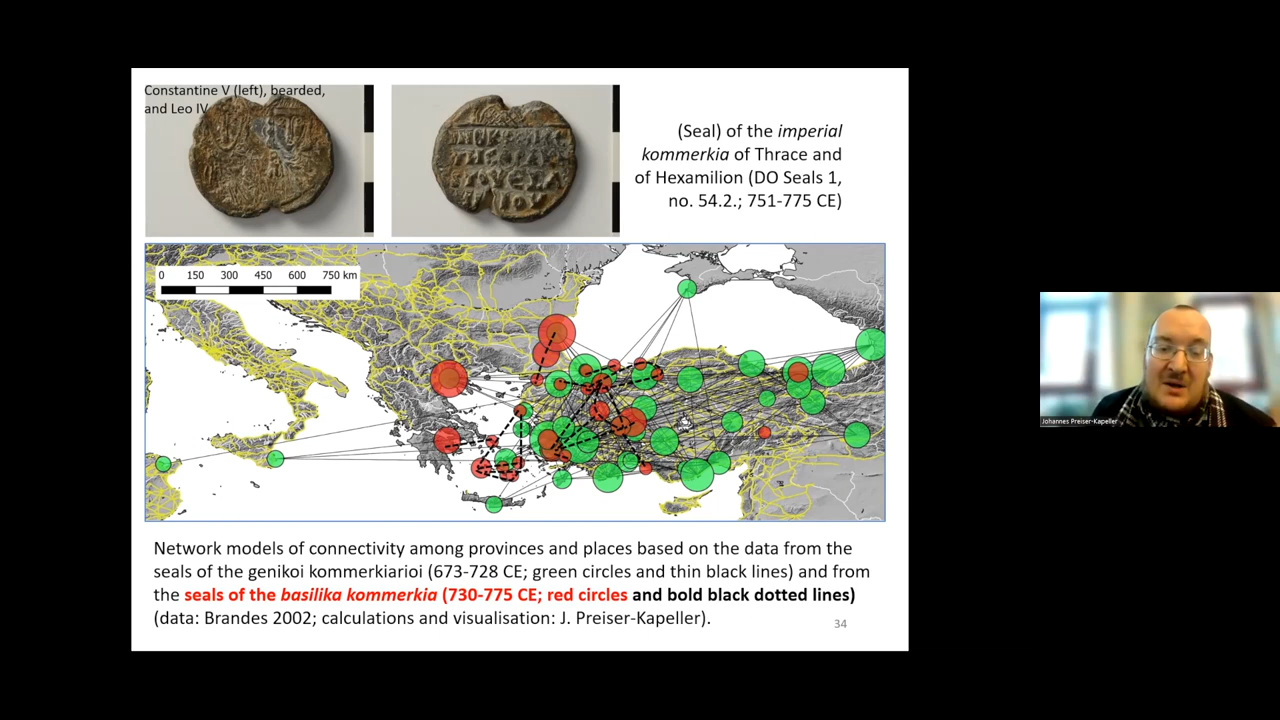 Constantine V (left), bearded,
and Leo IV
(Seal) of the imperial
kommerkia of Thrace and
of Hexamilion (DO Seals 1,
no. 54.2.; 751-775 CE)
0 150 300 450 600 750 km
Network models of connectivity among provinces and places based on the data from the
seals of the genikoi kommerkiarioi (673-728 CE; green circles and thin black lines) and from
the seals of the basilika kommerkia (730-775 CE; red circles and bold black dotted lines)
(data: Brandes 2002; calculations and visualisation: J. Preiser-Kapeller).
34
Johannes Preiser-Kapeller